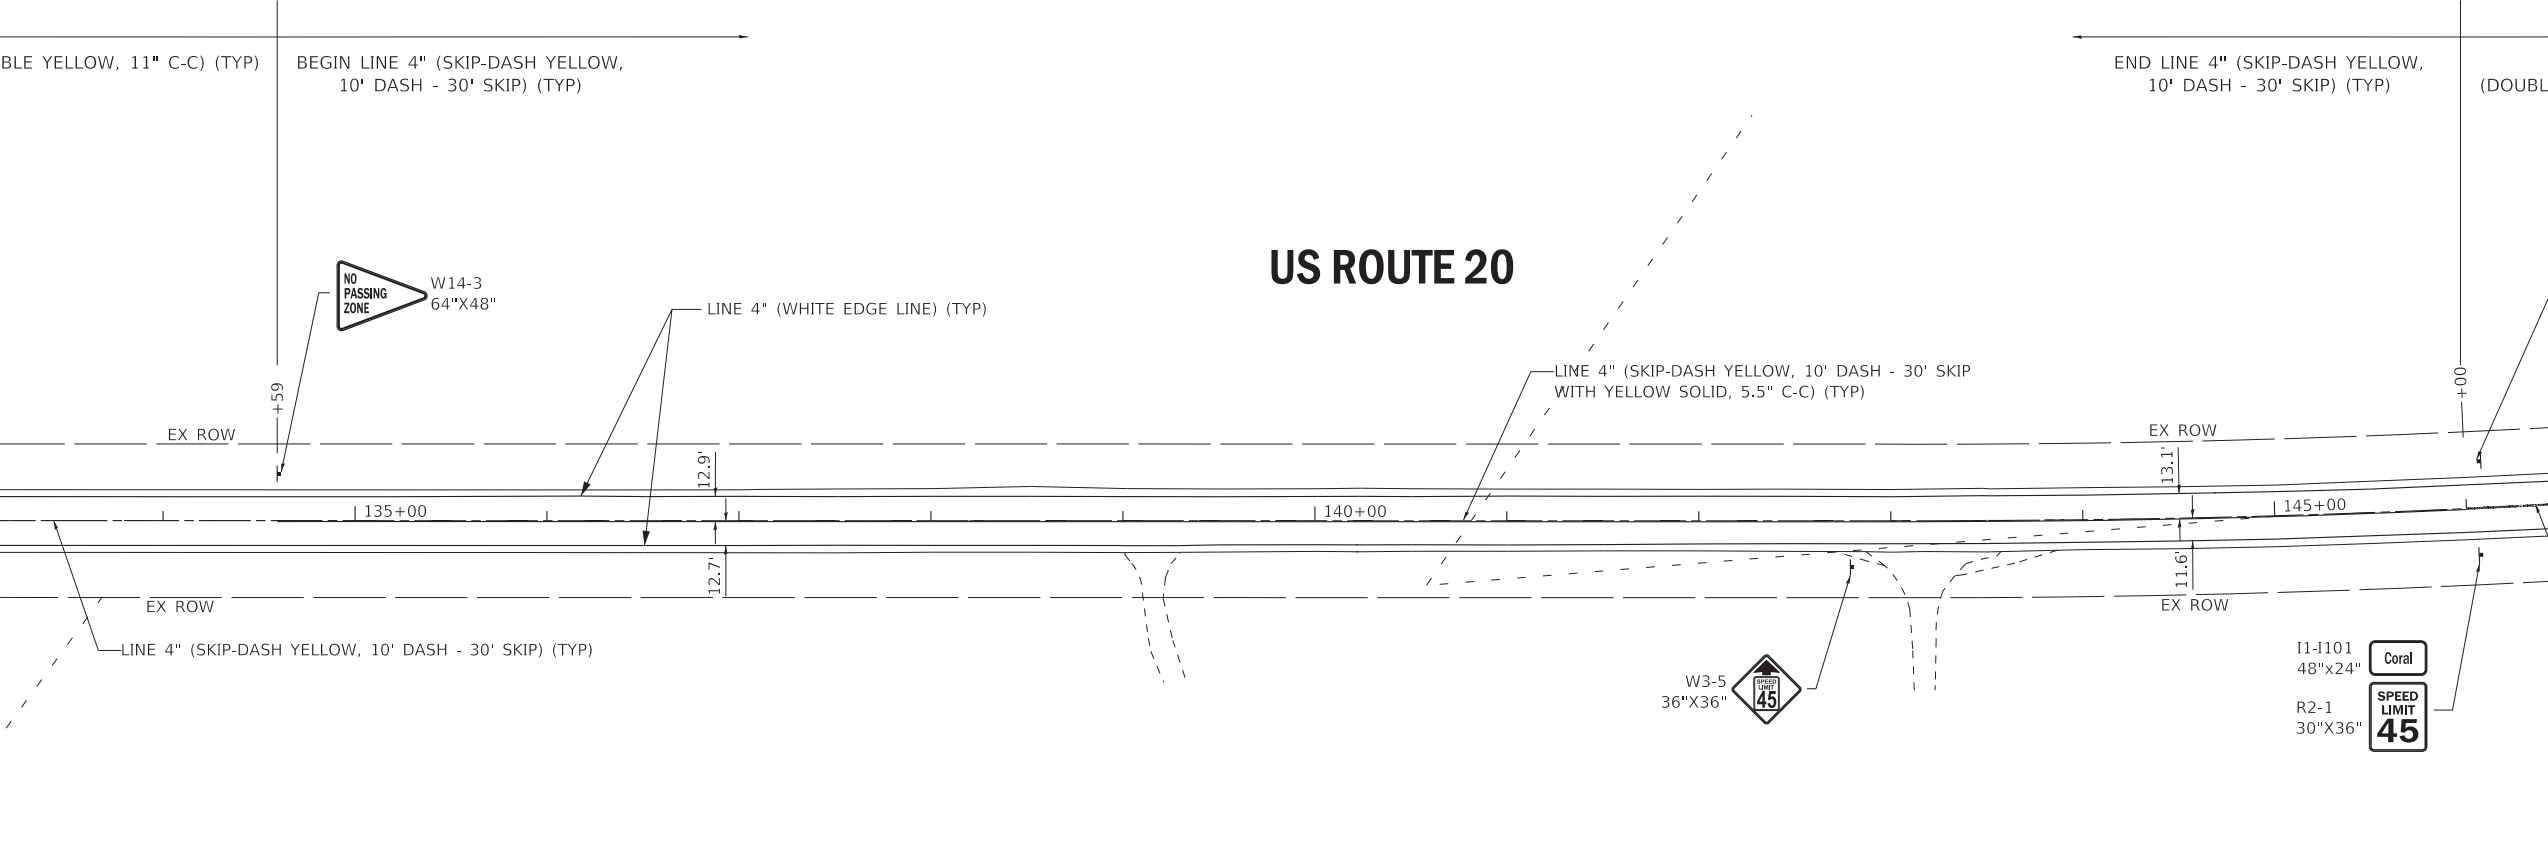 BLE YELLOW, 11" C-C) (TYP)
BEGIN LINE 4" (SKIP-DASH YELLOW,
10' DASH - 30' SKIP) (TYP)
END LINE 4" (SKIP-DASH YELLOW,
10' DASH - 30' SKIP) (TYP)
(DOUBL
US ROUTE 20
NO
PASSING
ZONE
W14-3
64"X48"
LINE 4" (WHITE EDGE LINE) (TYP)
LINE 4" (SKIP-DASH YELLOW, 10' DASH - 30' SKIP
WITH YELLOW SOLID, 5.5" C-C) (TYP)
+59
+00
EX ROW
EX ROW
12.9'
13.1'
135+00
140+00
145+00
12.7'
11.6'
EX ROW
EX ROW
LINE 4" (SKIP-DASH YELLOW, 10' DASH - 30' SKIP) (TYP)
W3-5
36"X36"
SPEED
LIMIT
45
I1-I101
48"x24"
Coral
R2-1
30"X36"
SPEED
LIMIT
45